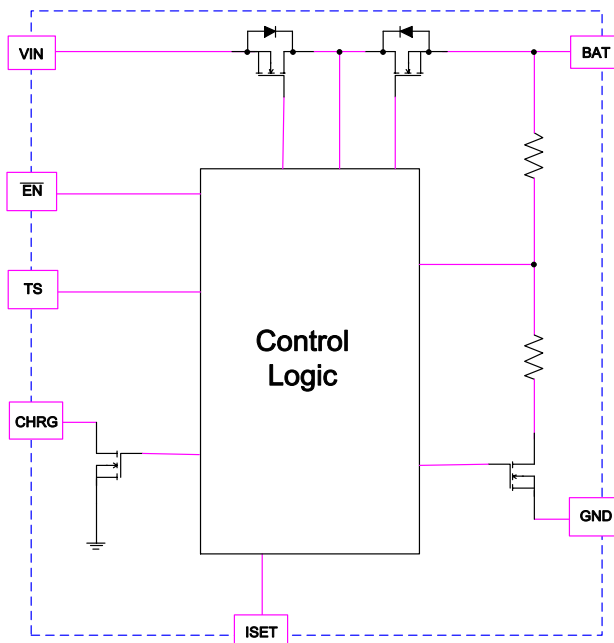 VIN
BAT
EN
TS
Control
Logic
CHRG
GND
ISET